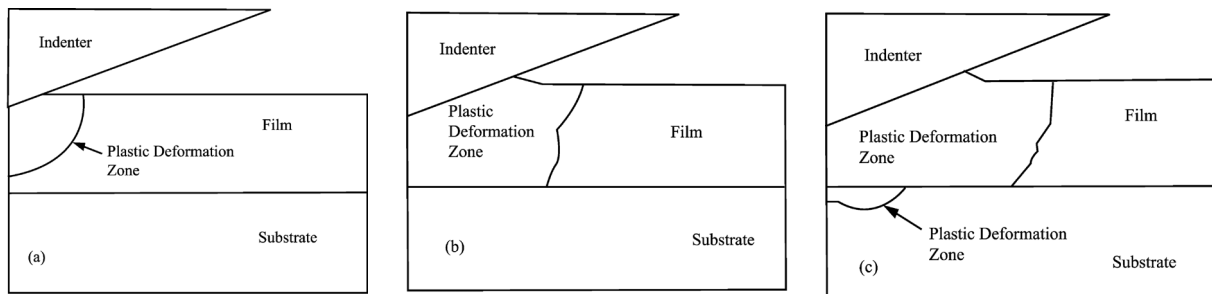 Indenter
Film
Plastic Deformation
Zone
Substrate
(a)
Indenter
Plastic
Deformation
Zone
Film
Substrate
(b)
Indenter
Film
Plastic Deformation
Zone
Plastic Deformation
Zone
Substrate
(c)